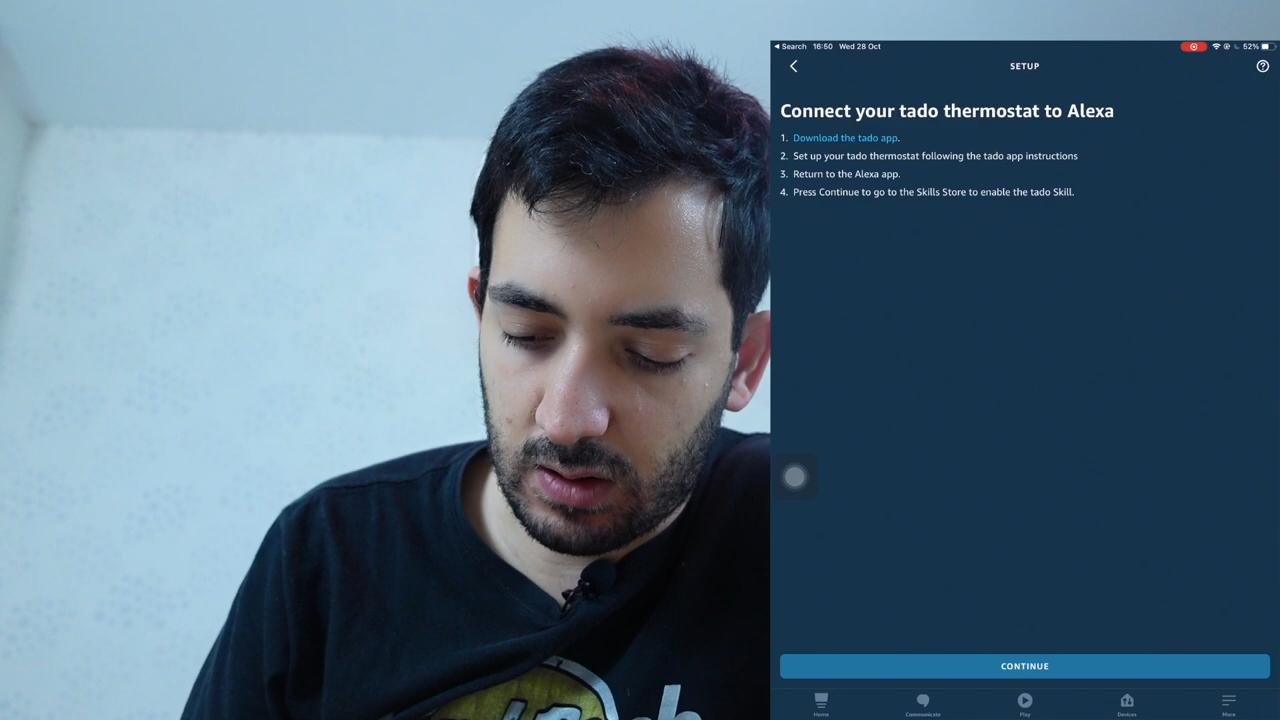 Search 16:50 Wed 28 Oct
52%
SETUP
Connect your tado thermostat to Alexa
1. Download the tado app.
2. Set up your tado thermostat following the tado app instructions
3. Return to the Alexa app.
4. Press Continue to go to the Skills Store to enable the tado Skill.
CONTINUE
Home Communicate Play Devices More